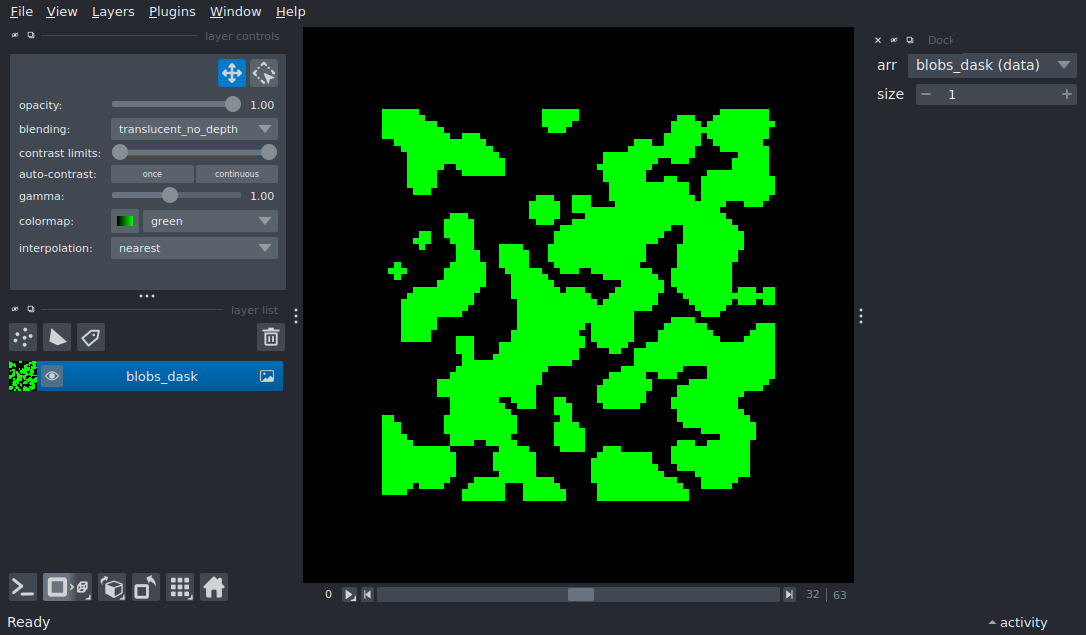 File View Layers Plugins Window Help
layer controls
opacity: 1.00
blending: translucent_no_depth
contrast limits:
auto-contrast: once continuous
gamma: 1.00
colormap: green
interpolation: nearest
layer list
blobs_dask
Dock
arr blobs_dask (data)
size 1
0 32 63
Ready activity